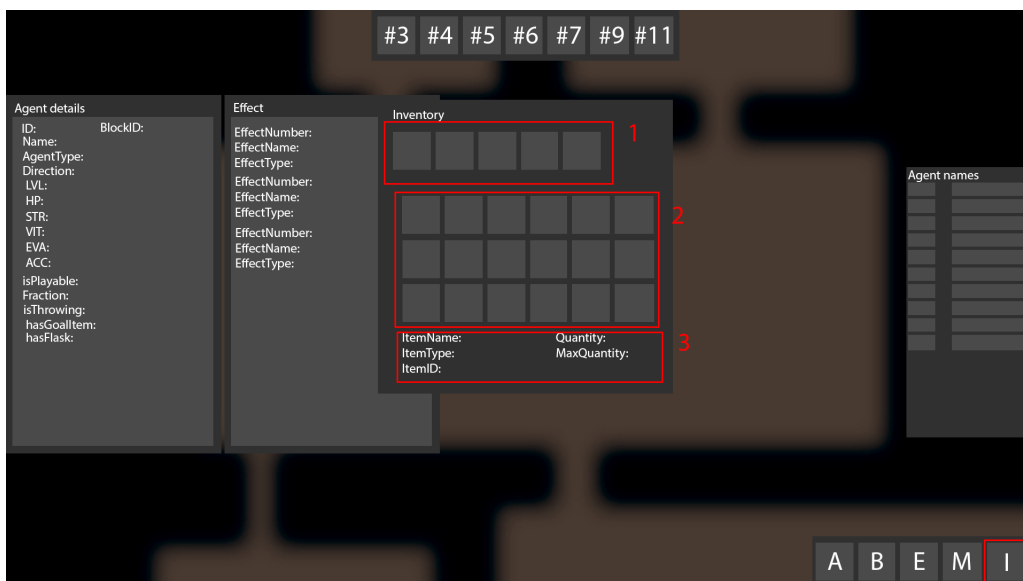 #3 #4 #5 #6 #7 #9 #11
Agent details
ID: BlockID:
Name:
AgentType:
Direction:
LVL:
HP:
STR:
VIT:
EVA:
ACC:
isPlayable:
Fraction:
isThrowing:
hasGoalItem:
hasFlask:
Effect
EffectNumber:
EffectName:
EffectType:
EffectNumber:
EffectName:
EffectType:
EffectNumber:
EffectName:
EffectType:
Inventory
1
2
ItemName: Quantity:
3
ItemType: MaxQuantity:
ItemID:
Agent names
A B E M I